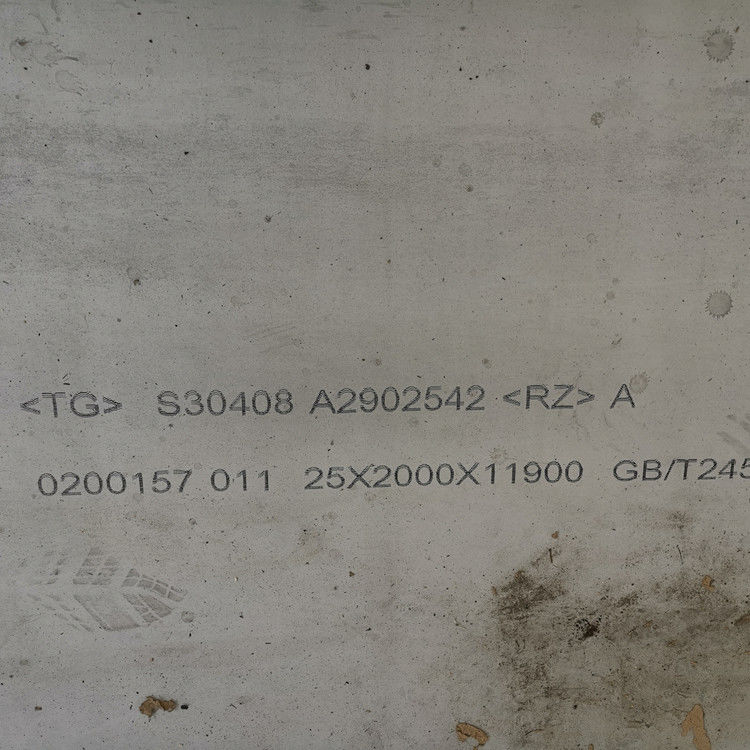 <TG> S30408 A2902542 <RZ> A
0200157 011 25X2000X11900 GB/T245